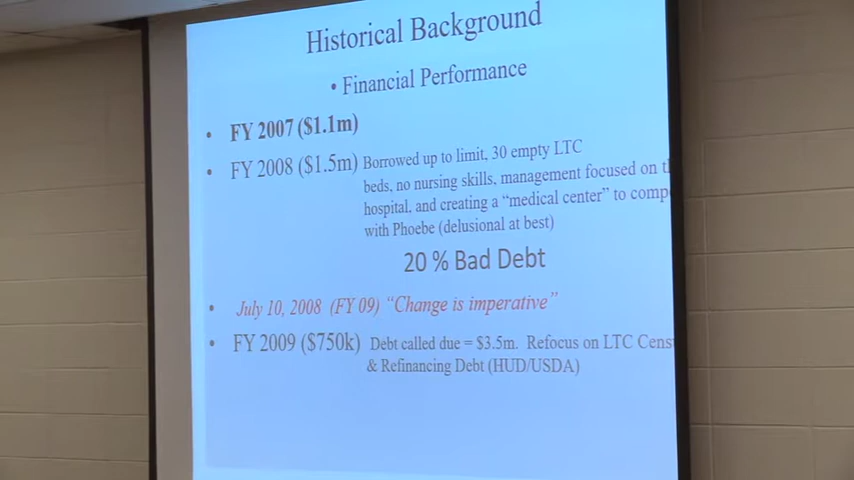 Historical Background
• Financial Performance
• FY 2007 ($1.1m)
• FY 2008 ($1.5m) Borrowed up to limit, 30 empty LTC
beds, no nursing skills, management focused on
hospital, and creating a “medical center” to
with Phoebe (delusional at best)
20 % Bad Debt
• July 10, 2008 (FY 09) “Change is imperative”
• FY 2009 ($750k) Debt called due = $3.5m. Refocus on LTC
& Refinancing Debt (HUD/USDA)